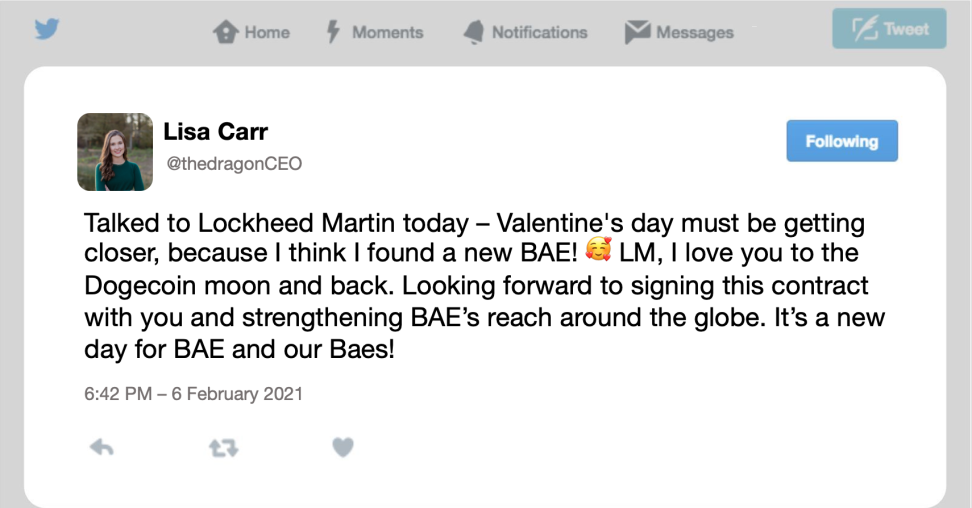 Home Moments Notifications Messages Tweet
Lisa Carr
@thedragonCEO
Following
Talked to Lockheed Martin today – Valentine's day must be getting
closer, because I think I found a new BAE! 🥰 LM, I love you to the
Dogecoin moon and back. Looking forward to signing this contract
with you and strengthening BAE’s reach around the globe. It’s a new
day for BAE and our Baes!
6:42 PM – 6 February 2021